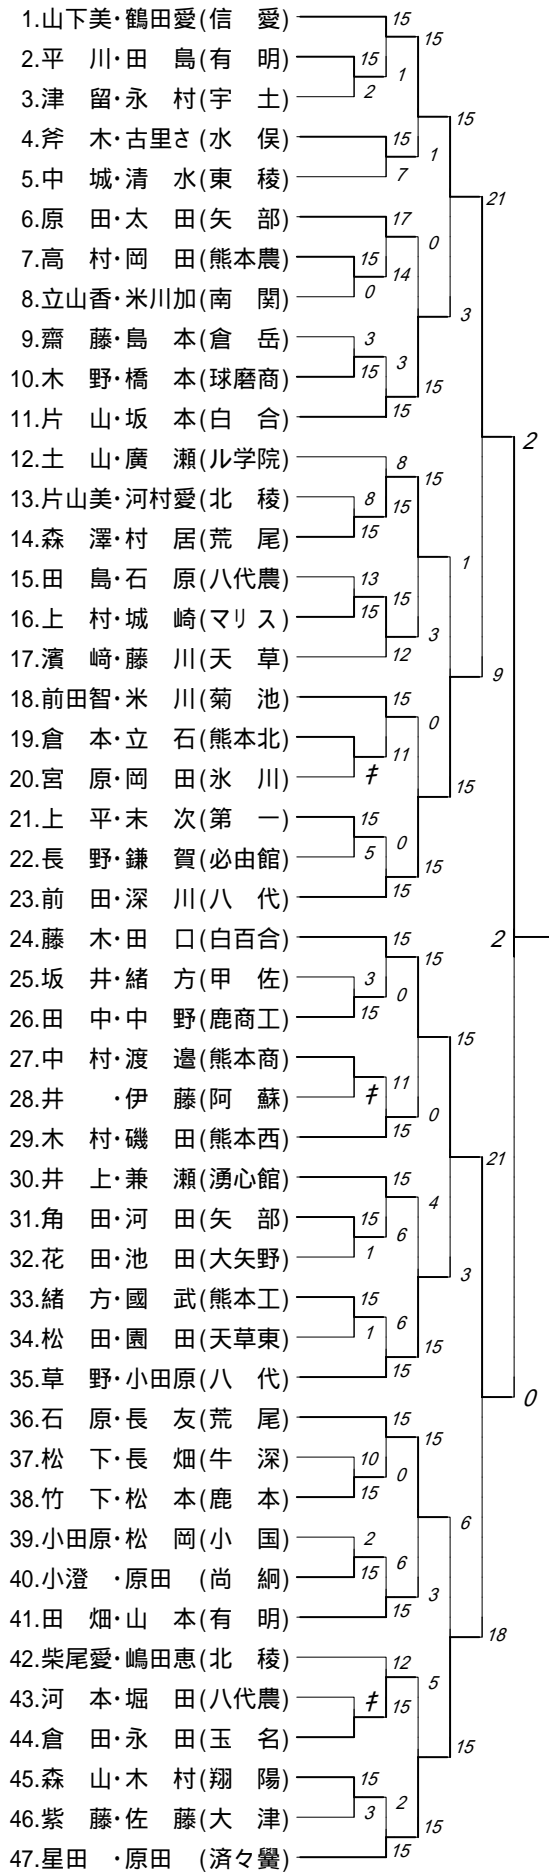 1.山下美・鶴田愛(信　愛) 15 15
2.平　川・田　島(有　明) 15 1
3.津　留・永　村(宇　土) 2 15
4.斧　木・古里さ(水　俣) 15 1
5.中　城・清　水(東　稜) 7 21
6.原　田・太　田(矢　部) 17 0
7.高　村・岡　田(熊本農) 15 14
8.立山香・米川加(南　関) 0 3
9.齋　藤・島　本(倉　岳) 3 3
10.木　野・橋　本(球磨商) 15 15
11.片　山・坂　本(白　合) 15 2
12.土　山・廣　瀬(ル学院) 8 15
13.片山美・河村愛(北　稜) 8 15
14.森　澤・村　居(荒　尾) 15 1
15.田　島・石　原(八代農) 13 15
16.上　村・城　崎(マリス) 15 3
17.濱　﨑・藤　川(天　草) 12 9
18.前田智・米　川(菊　池) 15 0
19.倉　本・立　石(熊本北) 11
20.宮　原・岡　田(氷　川) キ 15
21.上　平・末　次(第　一) 15 0
22.長　野・鎌　賀(必由館) 5 15
23.前　田・深　川(八　代) 15
24.藤　木・田　口(白百合) 15 15 2
25.坂　井・緒　方(甲　佐) 3 0
26.田　中・中　野(鹿商工) 15 15
27.中　村・渡　邉(熊本商) 11
28.井　　・伊　藤(阿　蘇) キ 0
29.木　村・磯　田(熊本西) 15 21
30.井　上・兼　瀬(湧心館) 15 4
31.角　田・河　田(矢　部) 15 6
32.花　田・池　田(大矢野) 1 3
33.緒　方・國　武(熊本工) 15 6
34.松　田・園　田(天草東) 1 15
35.草　野・小田原(八　代) 15 0
36.石　原・長　友(荒　尾) 15 15
37.松　下・長　畑(牛　深) 10 0
38.竹　下・松　本(鹿　本) 15 6
39.小田原・松　岡(小　国) 2 6
40.小澄　・原田　(尚　絅) 15 3
41.田　畑・山　本(有　明) 15 18
42.柴尾愛・嶋田恵(北　稜) 12 5
43.河　本・堀　田(八代農) キ 15
44.倉　田・永　田(玉　名) 15
45.森　山・木　村(翔　陽) 15 2
46.紫　藤・佐　藤(大　津) 3 15
47.星田　・原田　(済々黌) 15